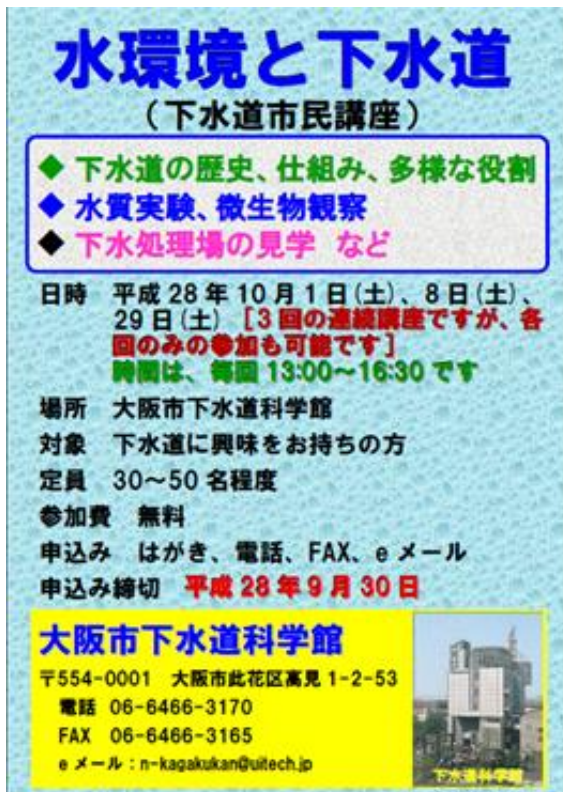 水環境と下水道
（下水道市民講座）
◆ 下水道の歴史、仕組み、多様な役割
◆ 水質実験、微生物観察
◆ 下水処理場の見学 など
日時 平成 28 年 10 月 1 日(土)、8 日(土)、
29 日(土) [3 回の連続講座ですが、各
回のみの参加も可能です]
時間は、毎回 13:00～16:30 です
場所 大阪市下水道科学館
対象 下水道に興味をお持ちの方
定員 30～50 名程度
参加費 無料
申込み はがき、電話、FAX、e メール
申込み締切 平成 28 年 9 月 30 日
大阪市下水道科学館
〒554-0001 大阪市此花区高見 1-2-53
電話 06-6466-3170
FAX 06-6466-3165
e メール：n-kagakukan@uitech.jp
下水道科学館